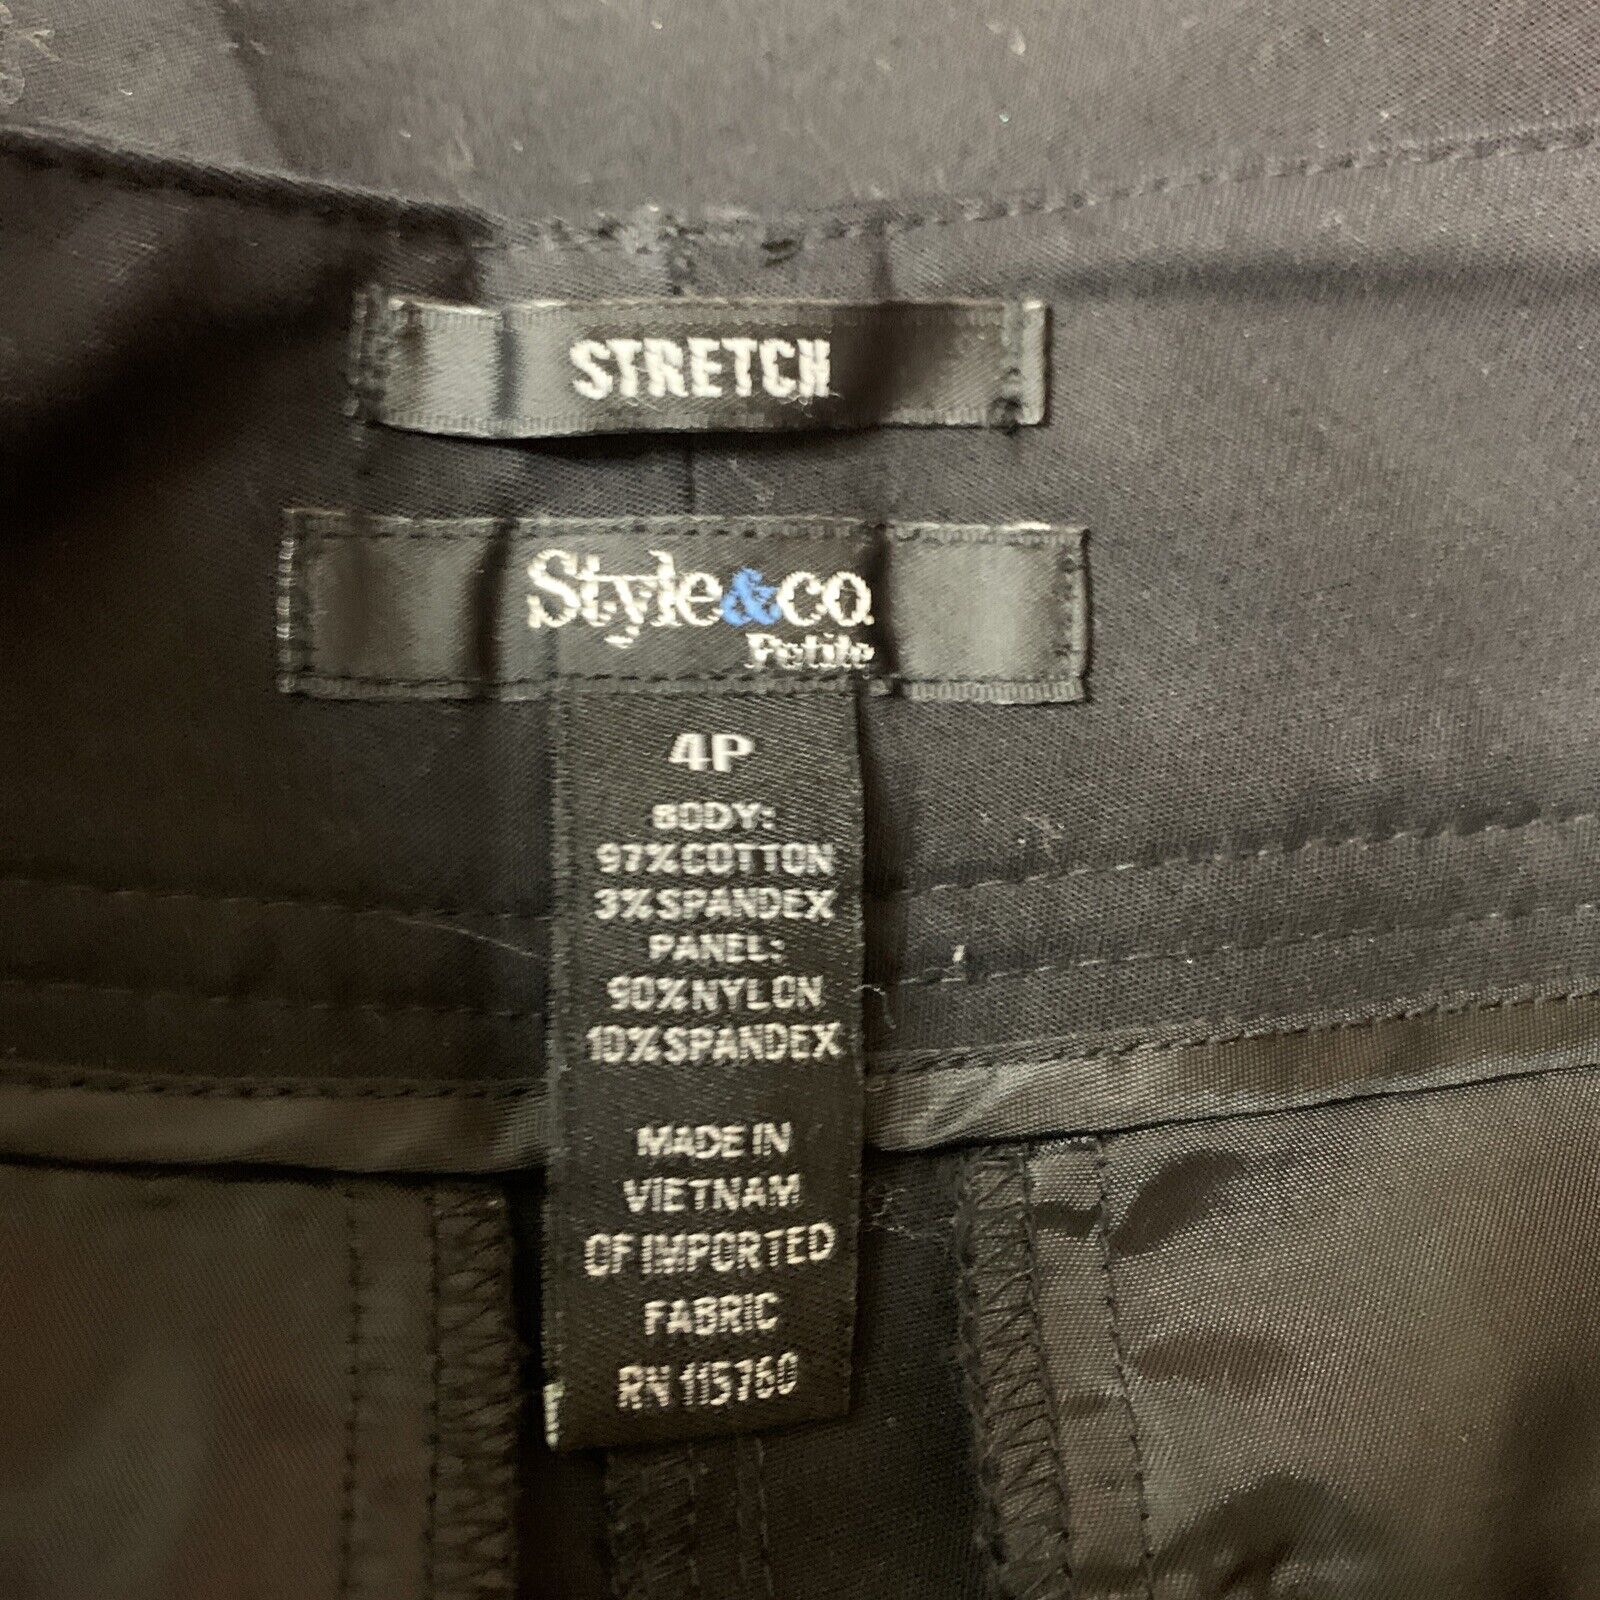 STRETCH
Style&co.
Petite
4P
BODY:
97%COTTON
3%SPANDEX
PANEL:
90%NYLON
10%SPANDEX
MADE IN
VIETNAM
OF IMPORTED
FABRIC
RN 115760